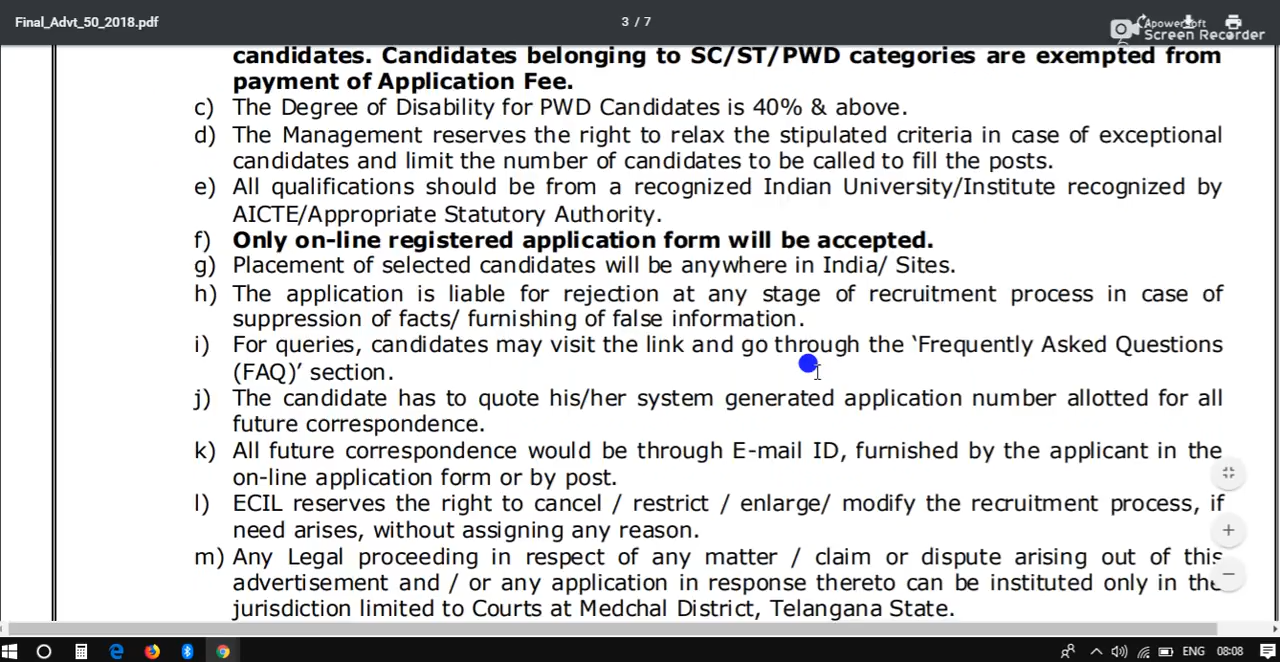 Final_Advt_50_2018.pdf
3 / 7
Apowersoft
Screen Recorder
candidates. Candidates belonging to SC/ST/PWD categories are exempted from
payment of Application Fee.
c) The Degree of Disability for PWD Candidates is 40% & above.
d) The Management reserves the right to relax the stipulated criteria in case of exceptional
candidates and limit the number of candidates to be called to fill the posts.
e) All qualifications should be from a recognized Indian University/Institute recognized by
AICTE/Appropriate Statutory Authority.
f) Only on-line registered application form will be accepted.
g) Placement of selected candidates will be anywhere in India/ Sites.
h) The application is liable for rejection at any stage of recruitment process in case of
suppression of facts/ furnishing of false information.
i) For queries, candidates may visit the link and go through the ‘Frequently Asked Questions
(FAQ)’ section.
j) The candidate has to quote his/her system generated application number allotted for all
future correspondence.
k) All future correspondence would be through E-mail ID, furnished by the applicant in the
on-line application form or by post.
l) ECIL reserves the right to cancel / restrict / enlarge/ modify the recruitment process, if
need arises, without assigning any reason.
m) Any Legal proceeding in respect of any matter / claim or dispute arising out of this
advertisement and / or any application in response thereto can be instituted only in the
jurisdiction limited to Courts at Medchal District, Telangana State.
ENG 08:08